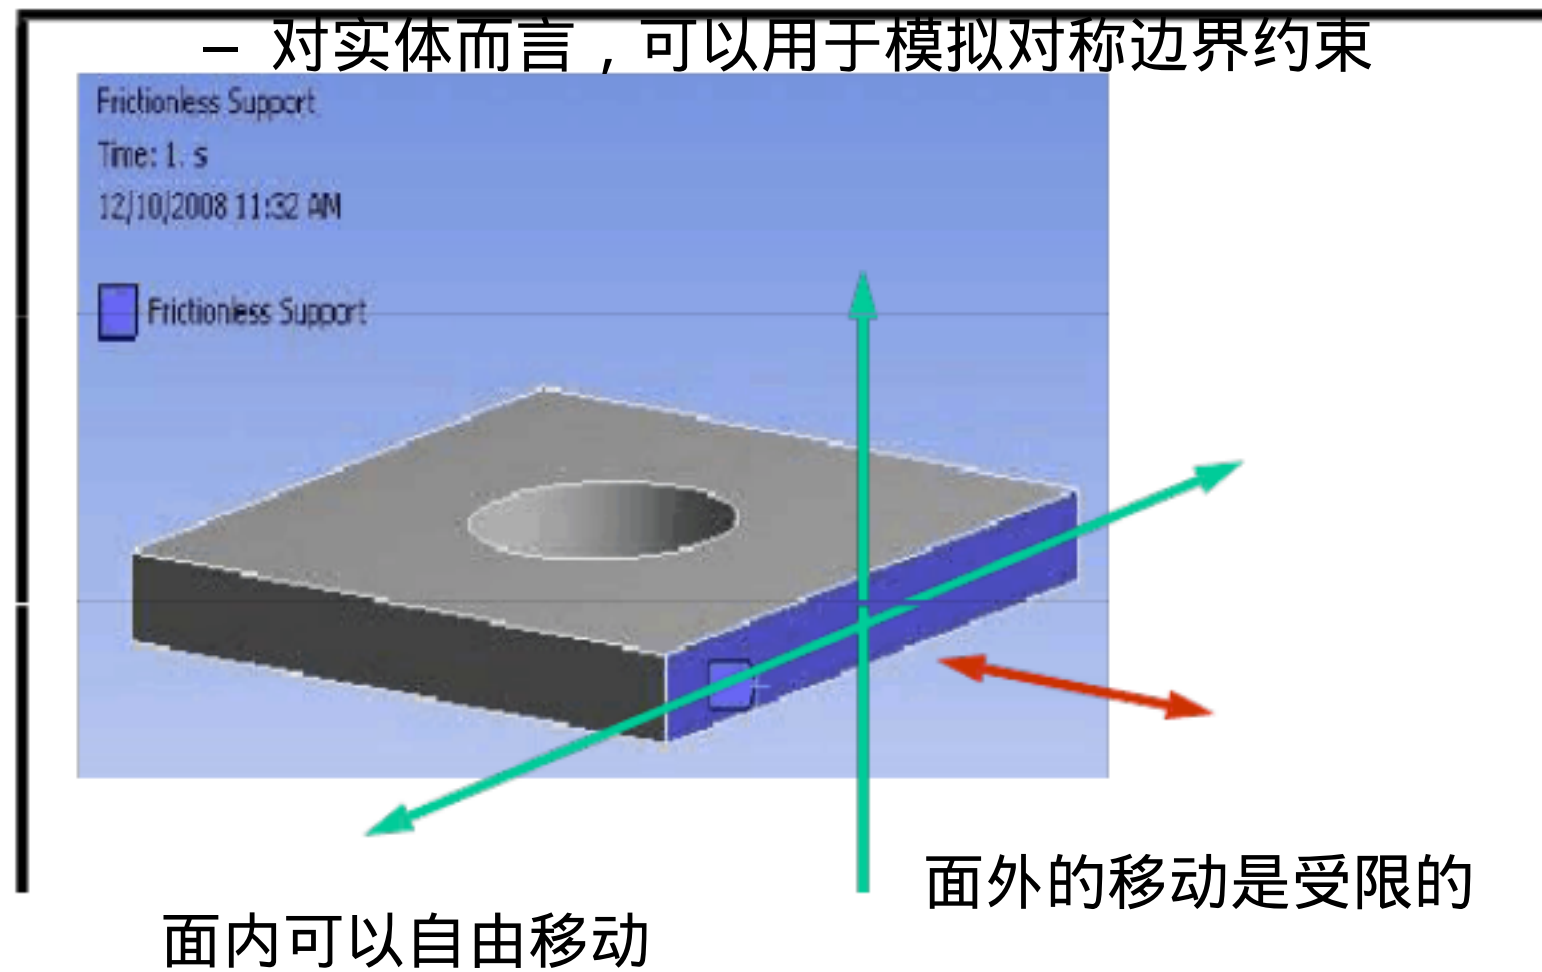 – 对实体而言，可以用于模拟对称边界约束
Frictionless Support
Time: 1. s
12/10/2008 11:32 AM
Frictionless Support
面外的移动是受限的
面内可以自由移动